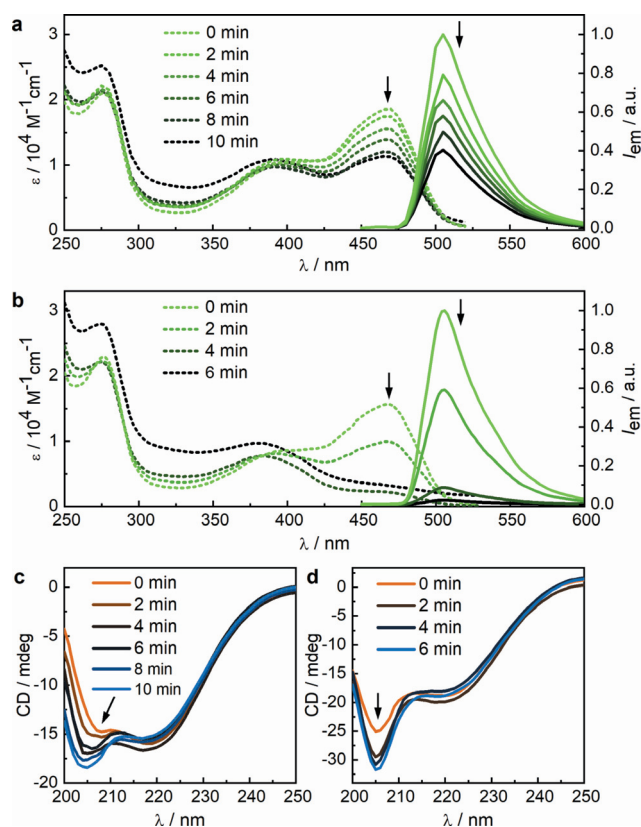 a
0 min
2 min
4 min
6 min
8 min
10 min
ε / 10⁴ M⁻¹cm⁻¹
3
2
1
0
1.0
0.8
0.6
0.4
0.2
0.0
I_em / a.u.
250 300 350 400 450 500 550 600
λ / nm
b
0 min
2 min
4 min
6 min
ε / 10⁴ M⁻¹cm⁻¹
3
2
1
0
1.0
0.8
0.6
0.4
0.2
0.0
I_em / a.u.
250 300 350 400 450 500 550 600
λ / nm
c
0 min
2 min
4 min
6 min
8 min
10 min
CD / mdeg
0
-5
-10
-15
-20
200 210 220 230 240 250
λ / nm
d
0 min
2 min
4 min
6 min
CD / mdeg
0
-5
-10
-15
-20
-25
-30
200 210 220 230 240 250
λ / nm